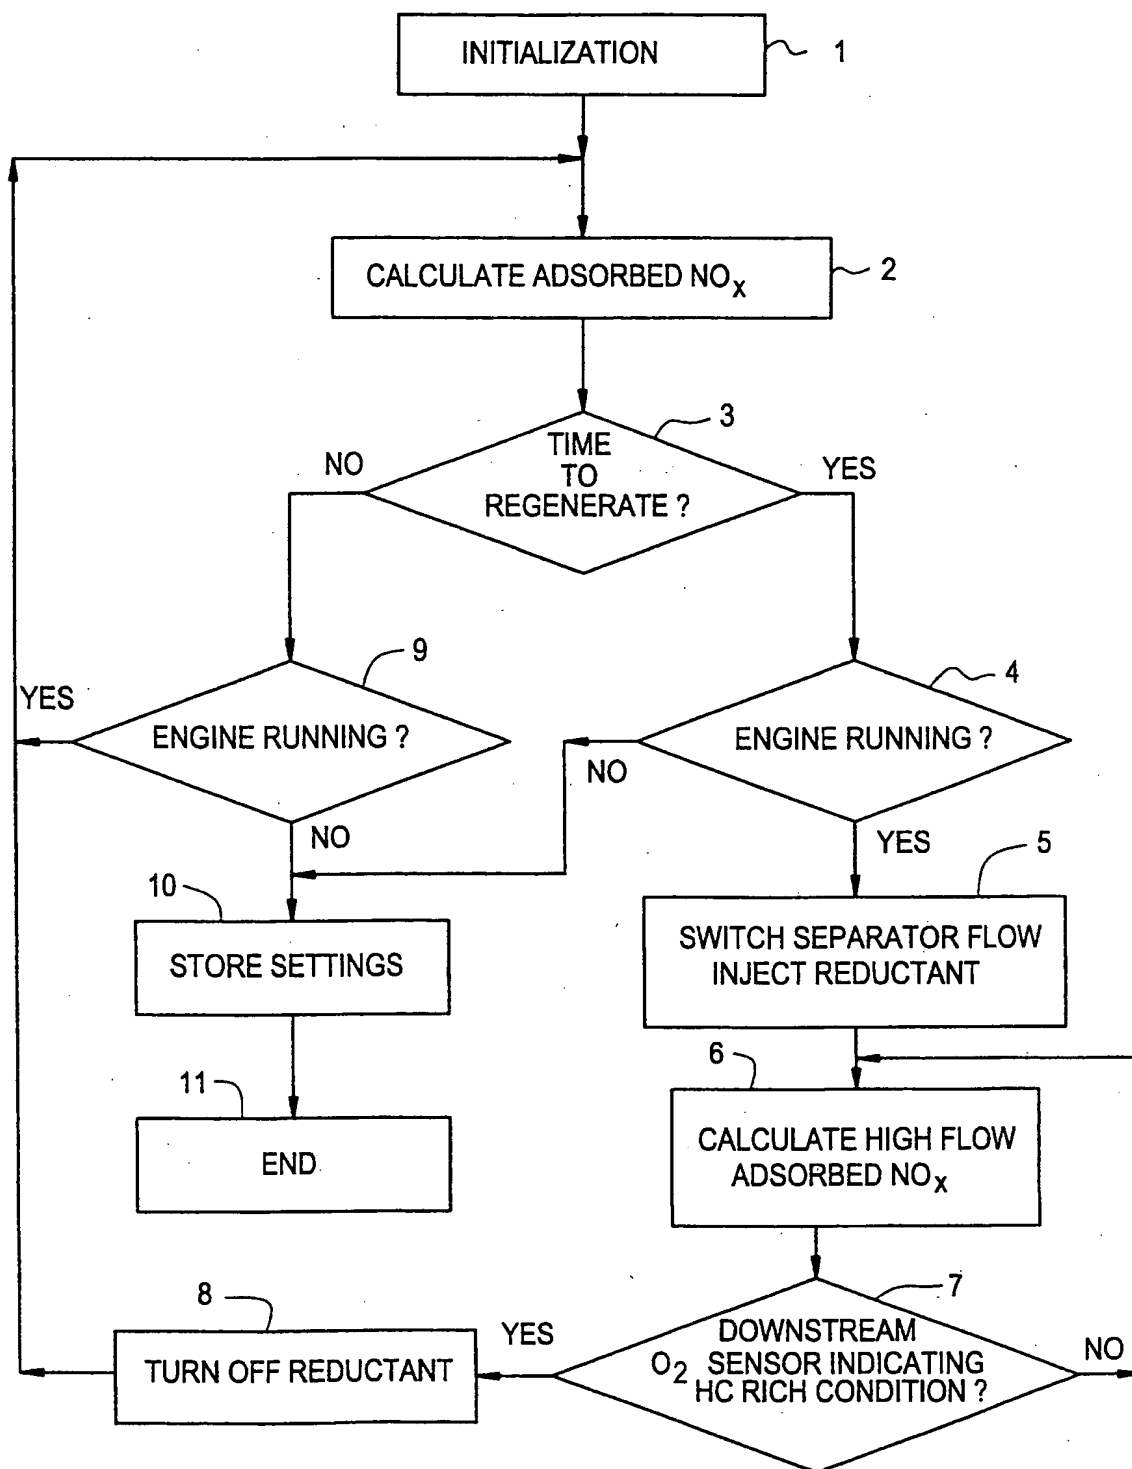 INITIALIZATION
1
CALCULATE ADSORBED NOx
2
3
TIME
TO
REGENERATE ?
NO
YES
9
4
YES
ENGINE RUNNING ?
ENGINE RUNNING ?
NO
NO
YES
5
10
SWITCH SEPARATOR FLOW
INJECT REDUCTANT
STORE SETTINGS
6
11
CALCULATE HIGH FLOW
ADSORBED NOx
END
7
8
YES
DOWNSTREAM
O2 SENSOR INDICATING
HC RICH CONDITION ?
NO
TURN OFF REDUCTANT